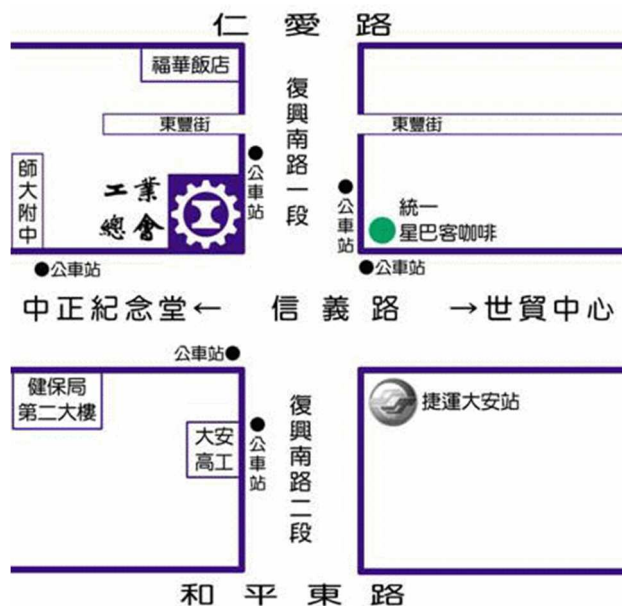 仁愛路
福華飯店
復興南路一段
東豐街
東豐街
師大附中
工業
總會
公車站
公車站
統一
星巴客咖啡
公車站
公車站
中正紀念堂←
信義路
→世貿中心
公車站
健保局
第二大樓
大安
高工
公車站
復興南路二段
捷運大安站
和平東路